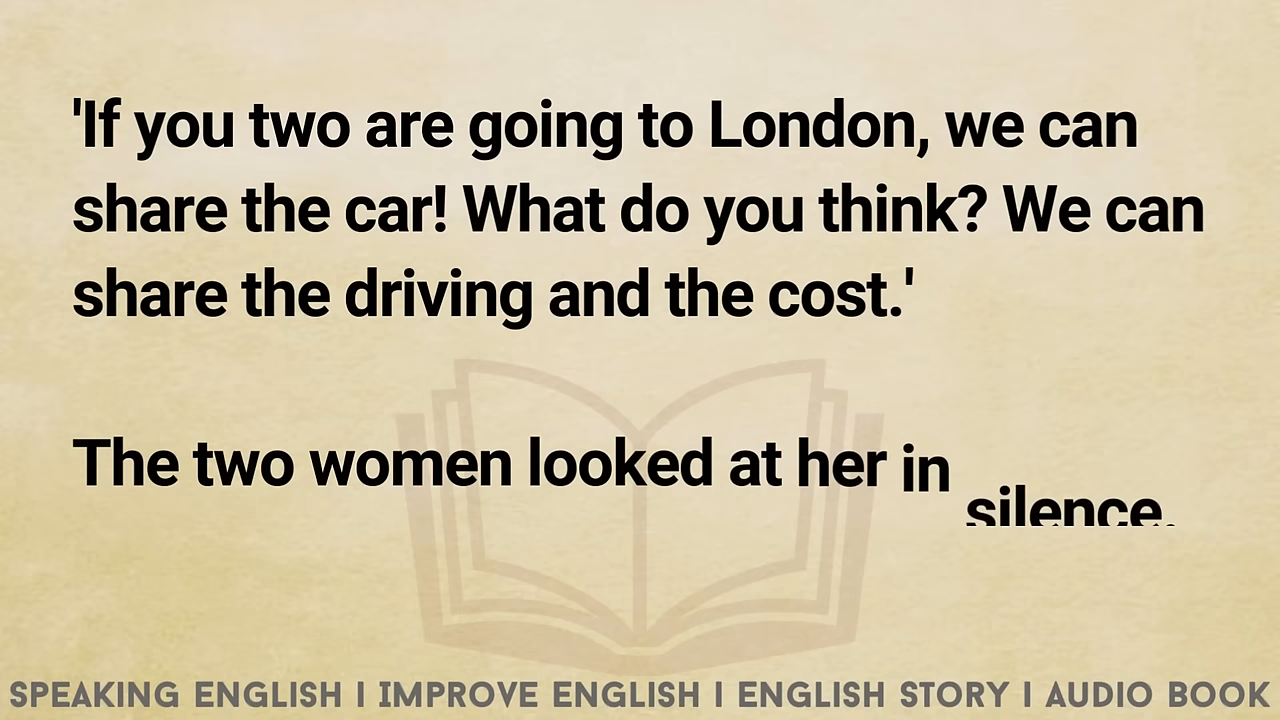 'If you two are going to London, we can
share the car! What do you think? We can
share the driving and the cost.'
The two women looked at her in silence.
SPEAKING ENGLISH | IMPROVE ENGLISH | ENGLISH STORY | AUDIO BOOK